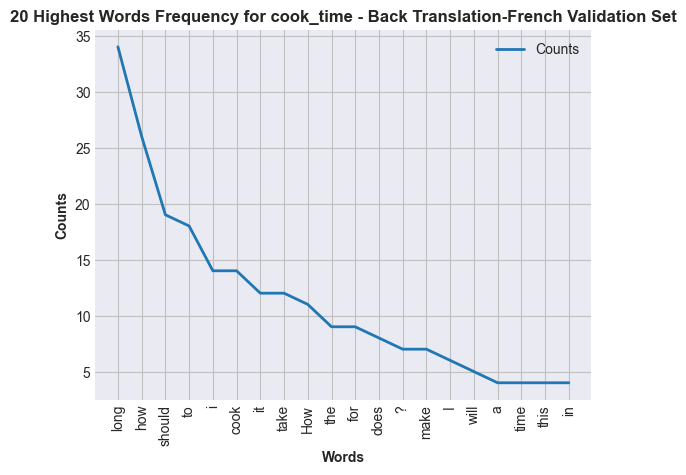 20 Highest Words Frequency for cook_time - Back Translation-French Validation Set
Counts
35
30
25
20
15
10
5
Counts
long
how
should
to
i
cook
it
take
How
the
for
does
?
make
I
will
a
time
this
in
Words